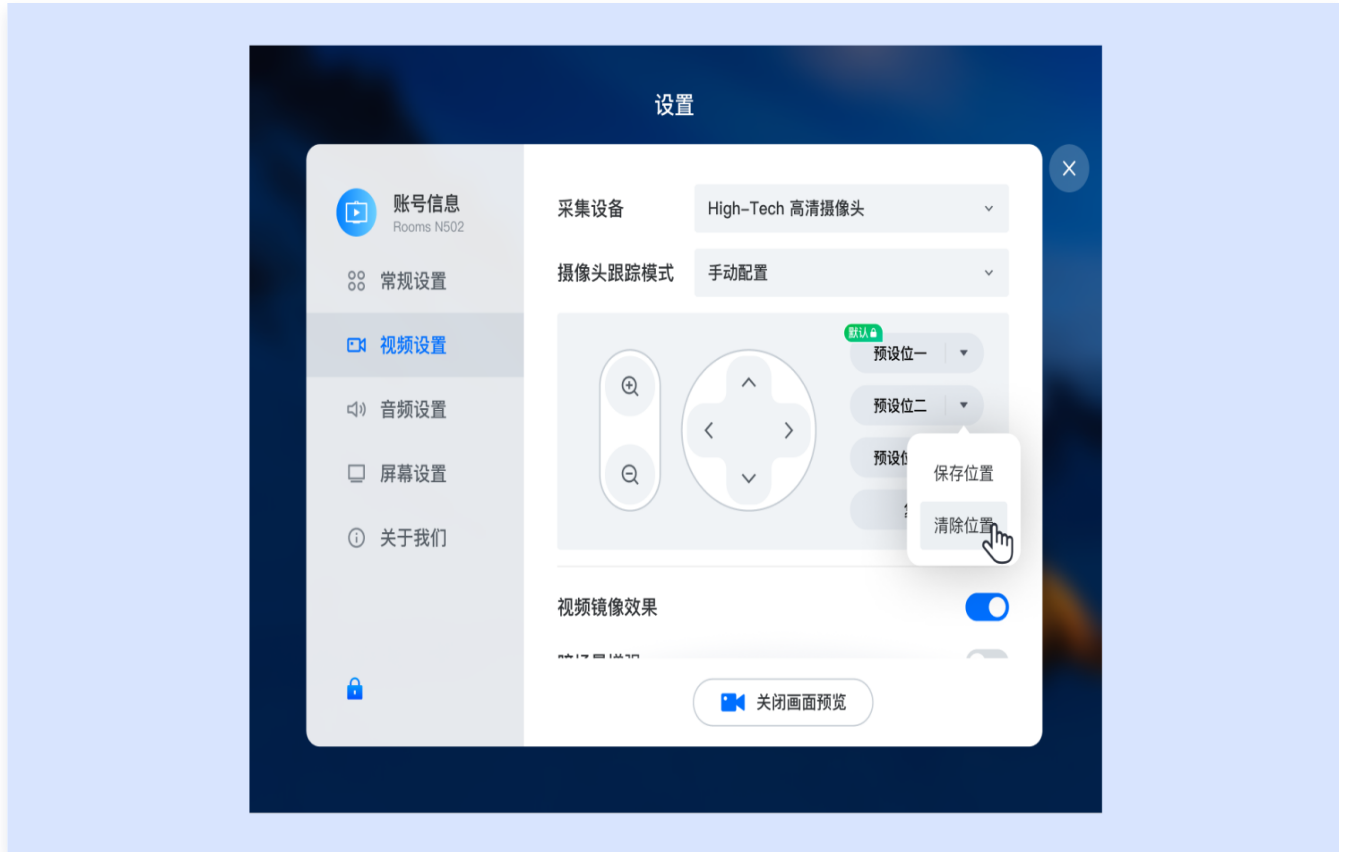 设置
账号信息
Rooms N502
常规设置
视频设置
音频设置
屏幕设置
关于我们
采集设备
High-Tech 高清摄像头
摄像头跟踪模式
手动配置
默认
预设位一
预设位二
预设位
保存位置
清除位置
视频镜像效果
关闭画面预览